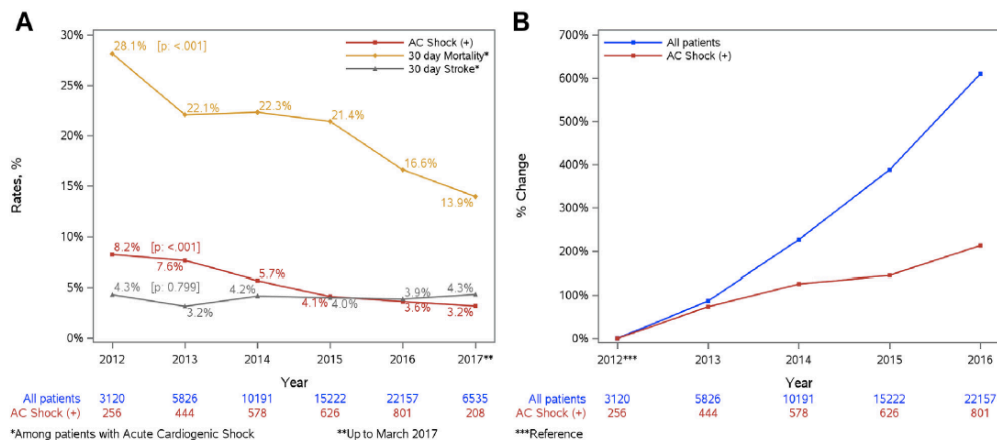 A
30%
25%
20%
15%
10%
5%
0%
Rates, %
28.1% [p: <.001]
22.1%
22.3%
21.4%
16.6%
13.9%
8.2% [p: <.001]
7.6%
5.7%
4.1%
3.6%
3.2%
4.3% [p: 0.799]
3.2%
4.2%
4.0%
3.9%
4.3%
AC Shock (+)
30 day Mortality*
30 day Stroke*
2012 2013 2014 2015 2016 2017**
Year
All patients 3120 5826 10191 15222 22157 6535
AC Shock (+) 256 444 578 626 801 208
*Among patients with Acute Cardiogenic Shock **Up to March 2017
B
700%
600%
500%
400%
300%
200%
100%
0%
% Change
All patients
AC Shock (+)
2012*** 2013 2014 2015 2016
Year
3120 5826 10191 15222 22157
256 444 578 626 801
***Reference